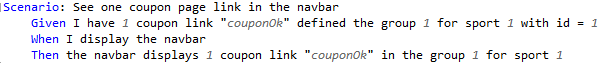 Scenario: See one coupon page link in the navbar
Given I have 1 coupon link "couponOk" defined the group 1 for sport 1 with id = 1
When I display the navbar
Then the navbar displays 1 coupon link "couponOk" in the group 1 for sport 1